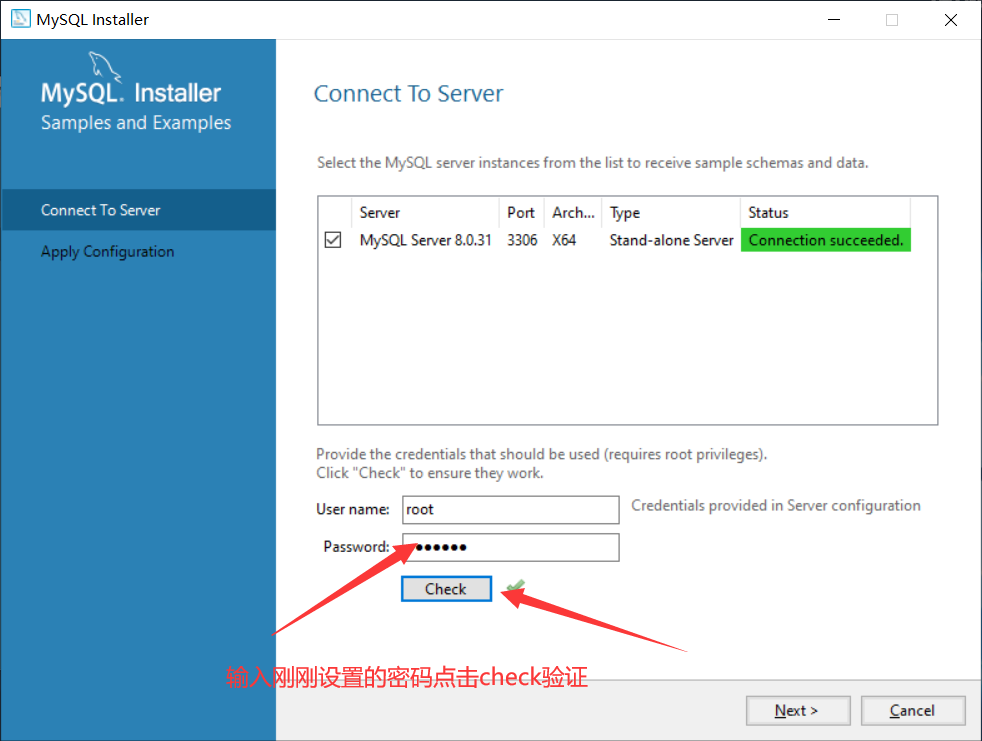 MySQL Installer
MySQL. Installer
Samples and Examples
Connect To Server
Apply Configuration
Connect To Server
Select the MySQL server instances from the list to receive sample schemas and data.
Server Port Arch... Type Status
MySQL Server 8.0.31 3306 X64 Stand-alone Server Connection succeeded.
Provide the credentials that should be used (requires root privileges).
Click "Check" to ensure they work.
User name: root Credentials provided in Server configuration
Password: ●●●●●●
Check
输入刚刚设置的密码点击check验证
Next > Cancel